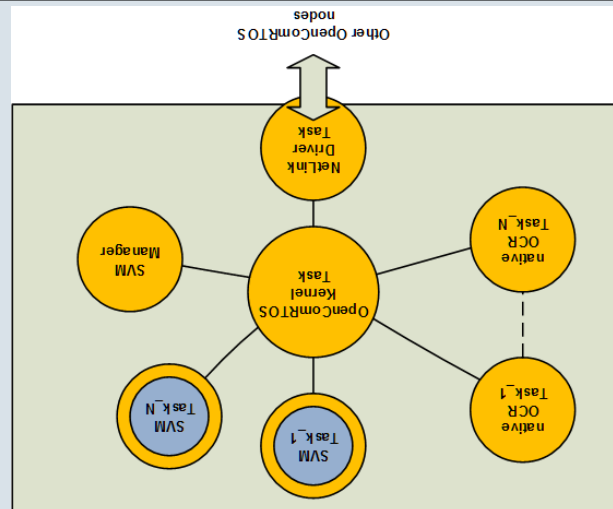 native
OCR
Task_1
SVM
Task_1
SVM
Task_N
OpenComRTOS
Kernel
Task
native
OCR
Task_N
SVM
Manager
NetLink
Driver
Task
Other OpenComRTOS
nodes